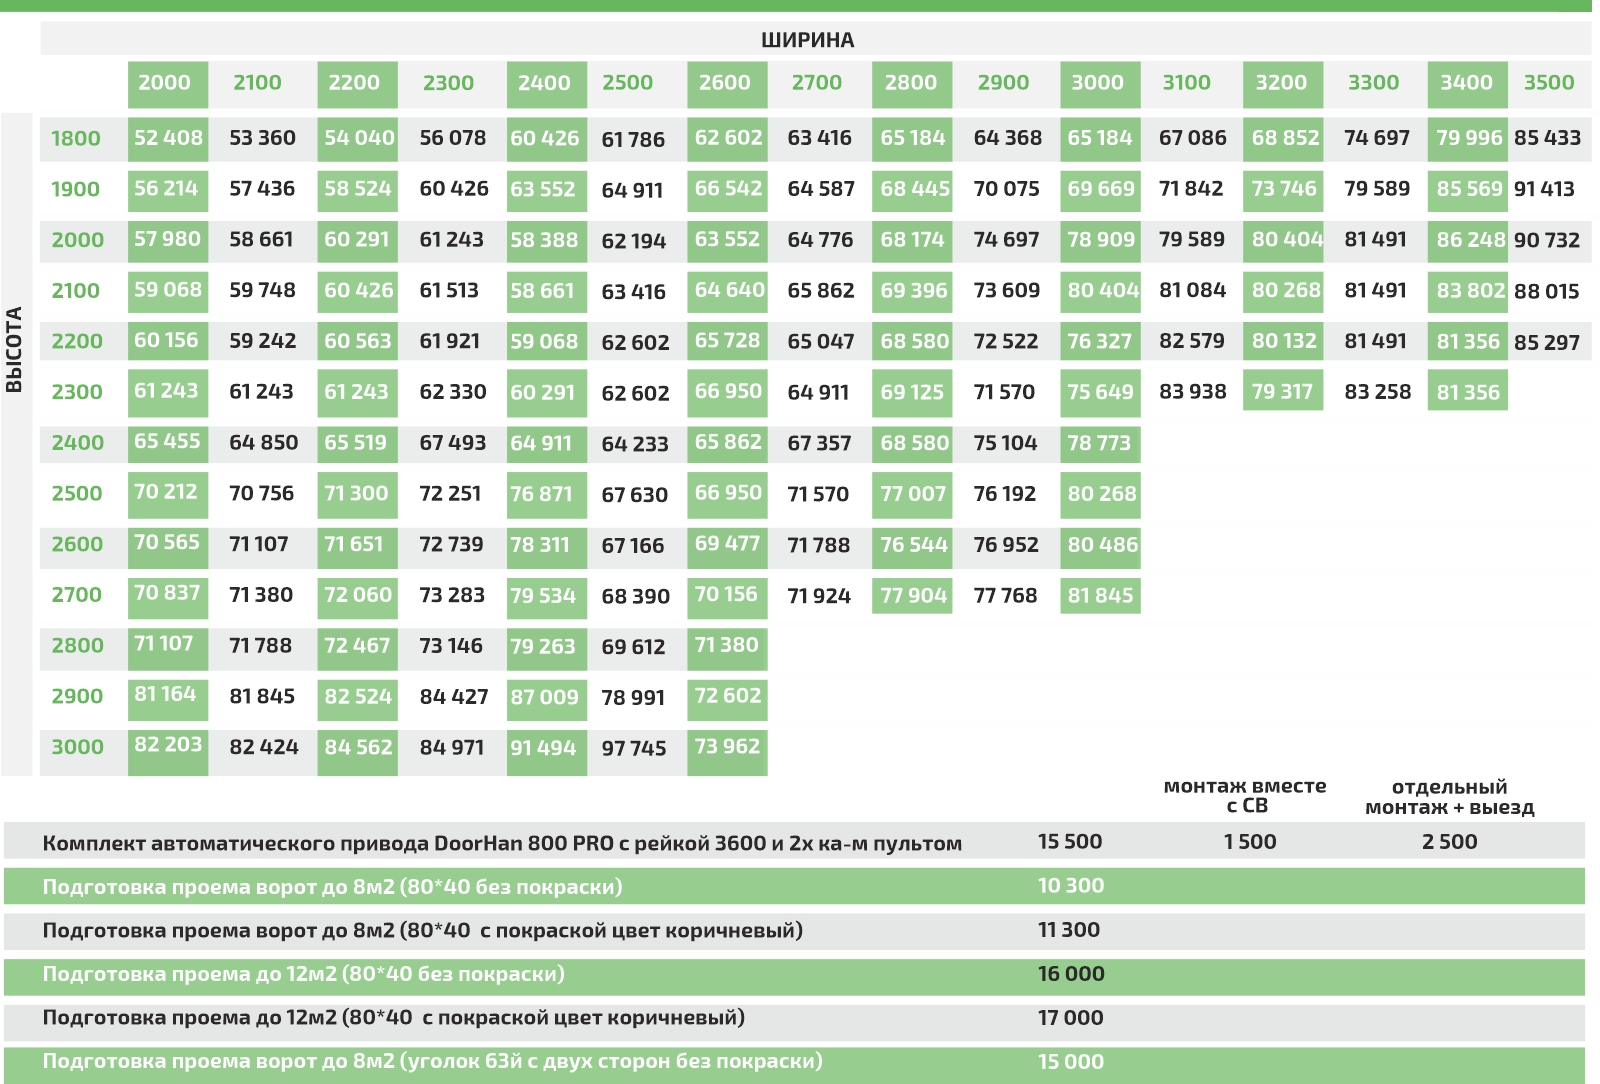 ШИРИНА
2000 2100 2200 2300 2400 2500 2600 2700 2800 2900 3000 3100 3200 3300 3400 3500
ВЫСОТА
1800 52 408 53 360 54 040 56 078 60 426 61 786 62 602 63 416 65 184 64 368 65 184 67 086 68 852 74 697 79 996 85 433
1900 56 214 57 436 58 524 60 426 63 552 64 911 66 542 64 587 68 445 70 075 69 669 71 842 73 746 79 589 85 569 91 413
2000 57 980 58 661 60 291 61 243 58 388 62 194 63 552 64 776 68 174 74 697 78 909 79 589 80 404 81 491 86 248 90 732
2100 59 068 59 748 60 426 61 513 58 661 63 416 64 640 65 862 69 396 73 609 80 404 81 084 80 268 81 491 83 802 88 015
2200 60 156 59 242 60 563 61 921 59 068 62 602 65 728 65 047 68 580 72 522 76 327 82 579 80 132 81 491 81 356 85 297
2300 61 243 61 243 61 243 62 330 60 291 62 602 66 950 64 911 69 125 71 570 75 649 83 938 79 317 83 258 81 356
2400 65 455 64 850 65 519 67 493 64 911 64 233 65 862 67 357 68 580 75 104 78 773
2500 70 212 70 756 71 300 72 251 76 871 67 630 66 950 71 570 77 007 76 192 80 268
2600 70 565 71 107 71 651 72 739 78 311 67 166 69 477 71 788 76 544 76 952 80 486
2700 70 837 71 380 72 060 73 283 79 534 68 390 70 156 71 924 77 904 77 768 81 845
2800 71 107 71 788 72 467 73 146 79 263 69 612 71 380
2900 81 164 81 845 82 524 84 427 87 009 78 991 72 602
3000 82 203 82 424 84 562 84 971 91 494 97 745 73 962
монтаж вместе
с СВ
отдельный
монтаж + выезд
Комплект автоматического привода DoorHan 800 PRO с рейкой 3600 и 2х ка-м пультом 15 500 1 500 2 500
Подготовка проема ворот до 8м2 (80*40 без покраски) 10 300
Подготовка проема ворот до 8м2 (80*40 с покраской цвет коричневый) 11 300
Подготовка проема до 12м2 (80*40 без покраски) 16 000
Подготовка проема до 12м2 (80*40 с покраской цвет коричневый) 17 000
Подготовка проема ворот до 8м2 (уголок 63й с двух сторон без покраски) 15 000